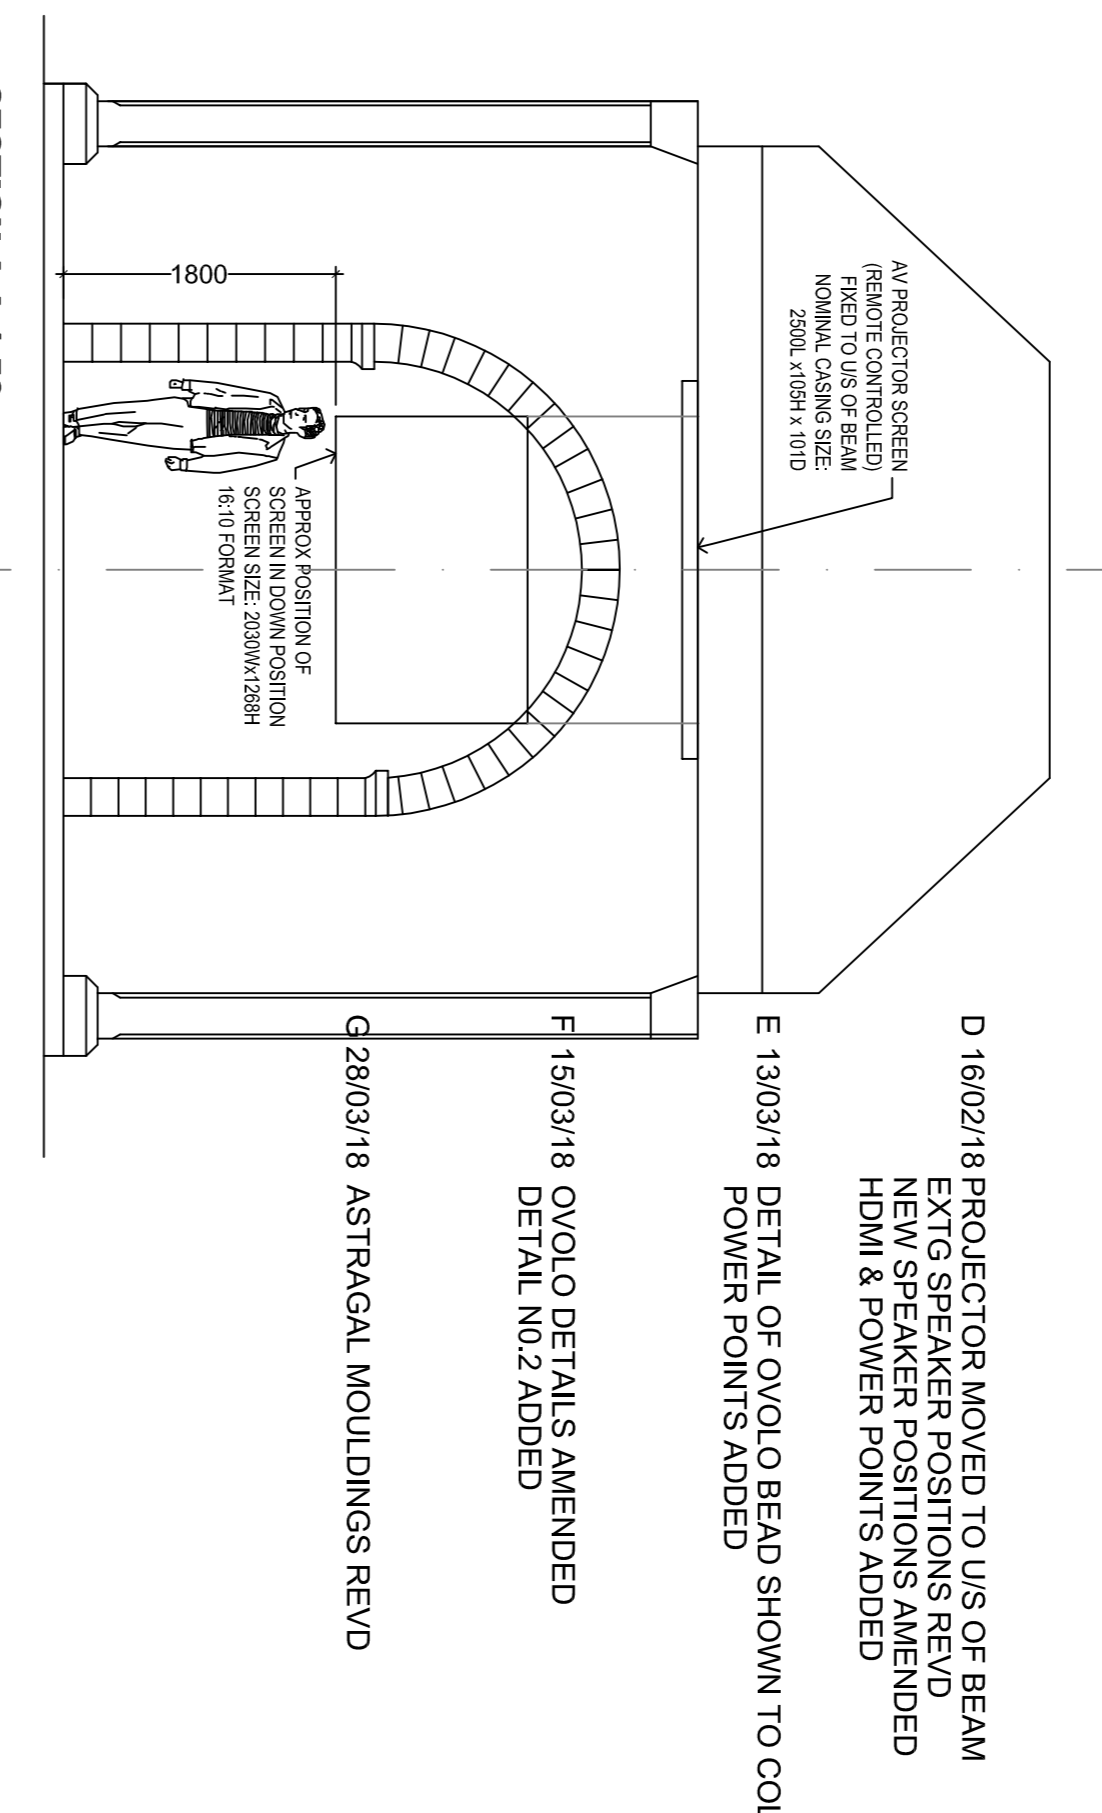 AV PROJECTOR SCREEN
(REMOTE CONTROLLED)
FIXED TO U/S OF BEAM
NOMINAL CASING SIZE:
2500L x105H x 101D
1800
APPROX POSITION OF
SCREEN IN DOWN POSITION
SCREEN SIZE: 2030Wx1268H
16:10 FORMAT
D 16/02/18 PROJECTOR MOVED TO U/S OF BEAM
EXTG SPEAKER POSITIONS REVD
NEW SPEAKER POSITIONS AMENDED
HDMI & POWER POINTS ADDED
E 13/03/18 DETAIL OF OVOLO BEAD SHOWN TO COL
POWER POINTS ADDED
F 15/03/18 OVOLO DETAILS AMENDED
DETAIL N0.2 ADDED
G 28/03/18 ASTRAGAL MOULDINGS REVD